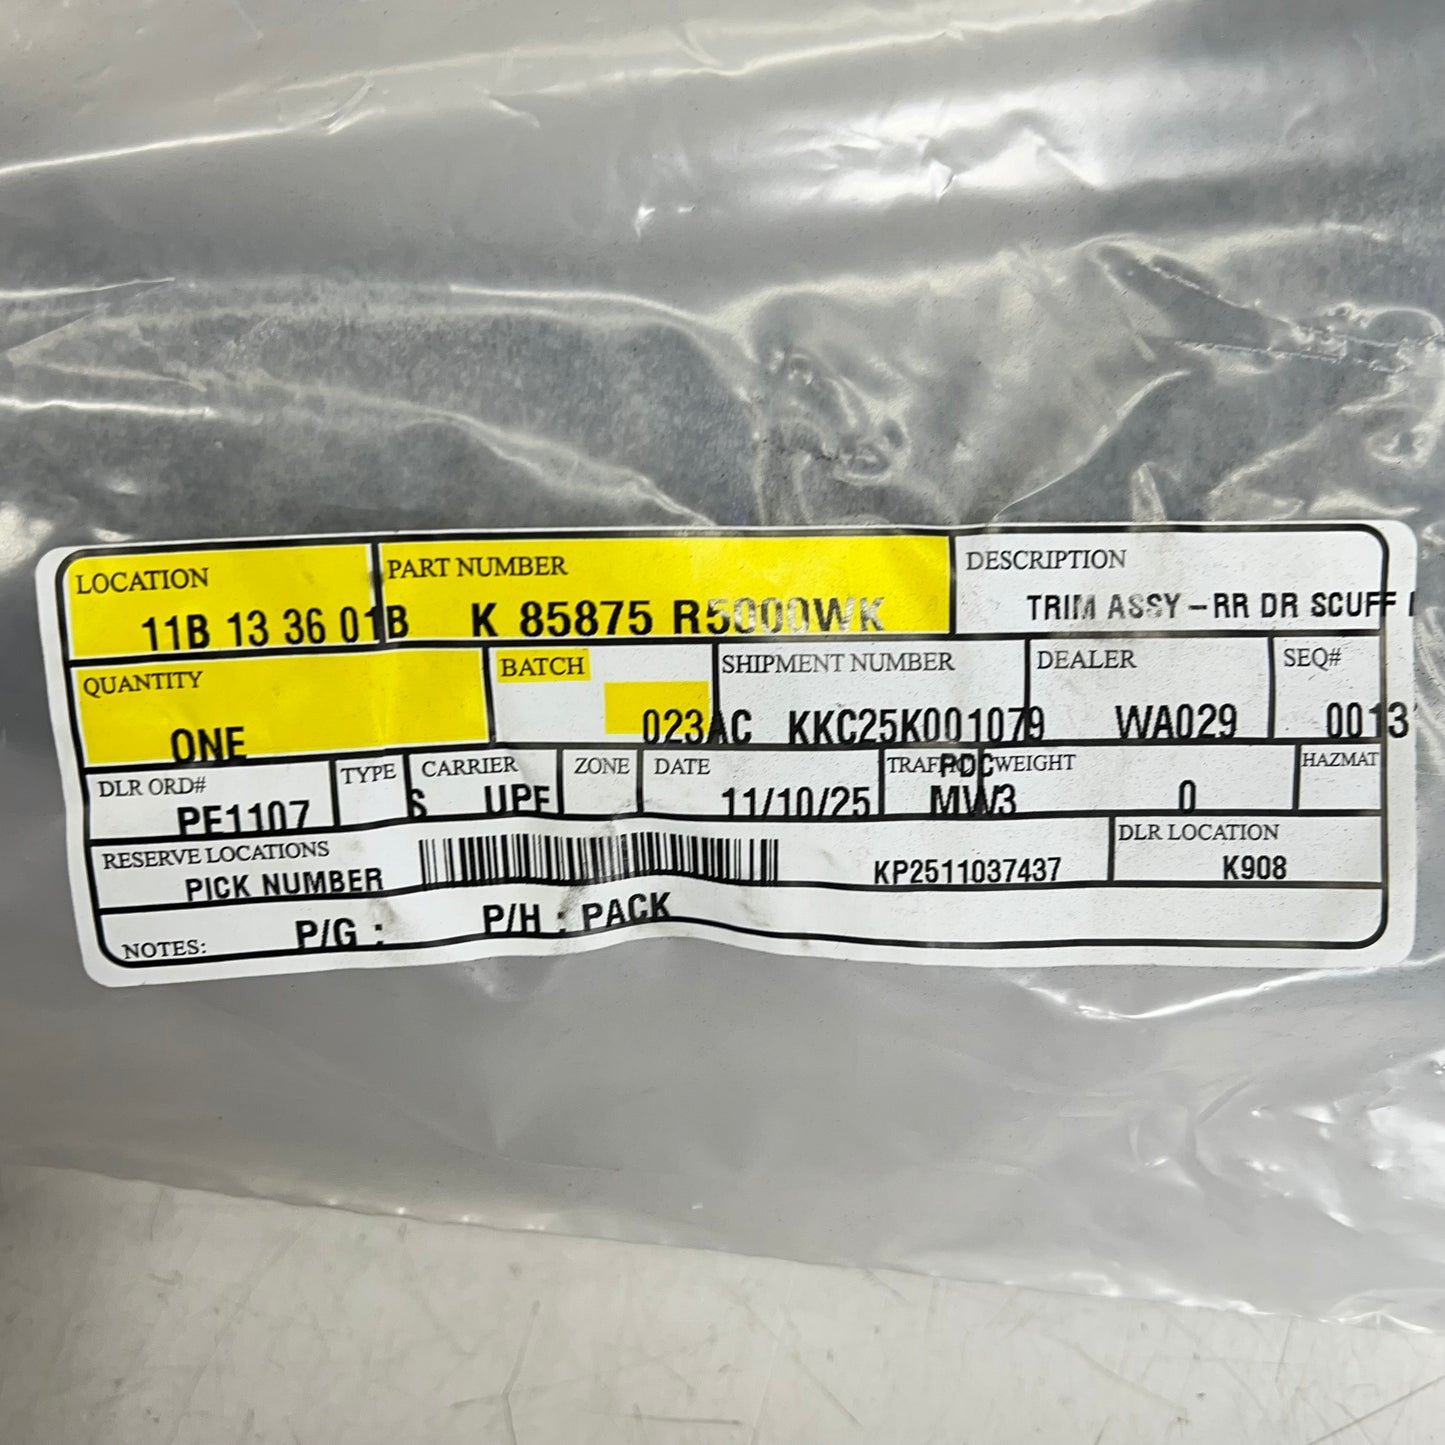 LOCATION PART NUMBER DESCRIPTION
11B 13 36 01B K 85875 R5000WK TRIM ASSY-RR DR SCUFF
QUANTITY BATCH SHIPMENT NUMBER DEALER SEQ#
ONE 023AC KKC25K001079 WA029 0013
DLR ORD# TYPE CARRIER ZONE DATE WEIGHT HAZMAT
PDC
PE1107 S 11/10/25 MW3 0
RESERVE LOCATIONS DLR LOCATION
PICK NUMBER KP2511037437 K908
NOTES: P/G : P/H : PACK